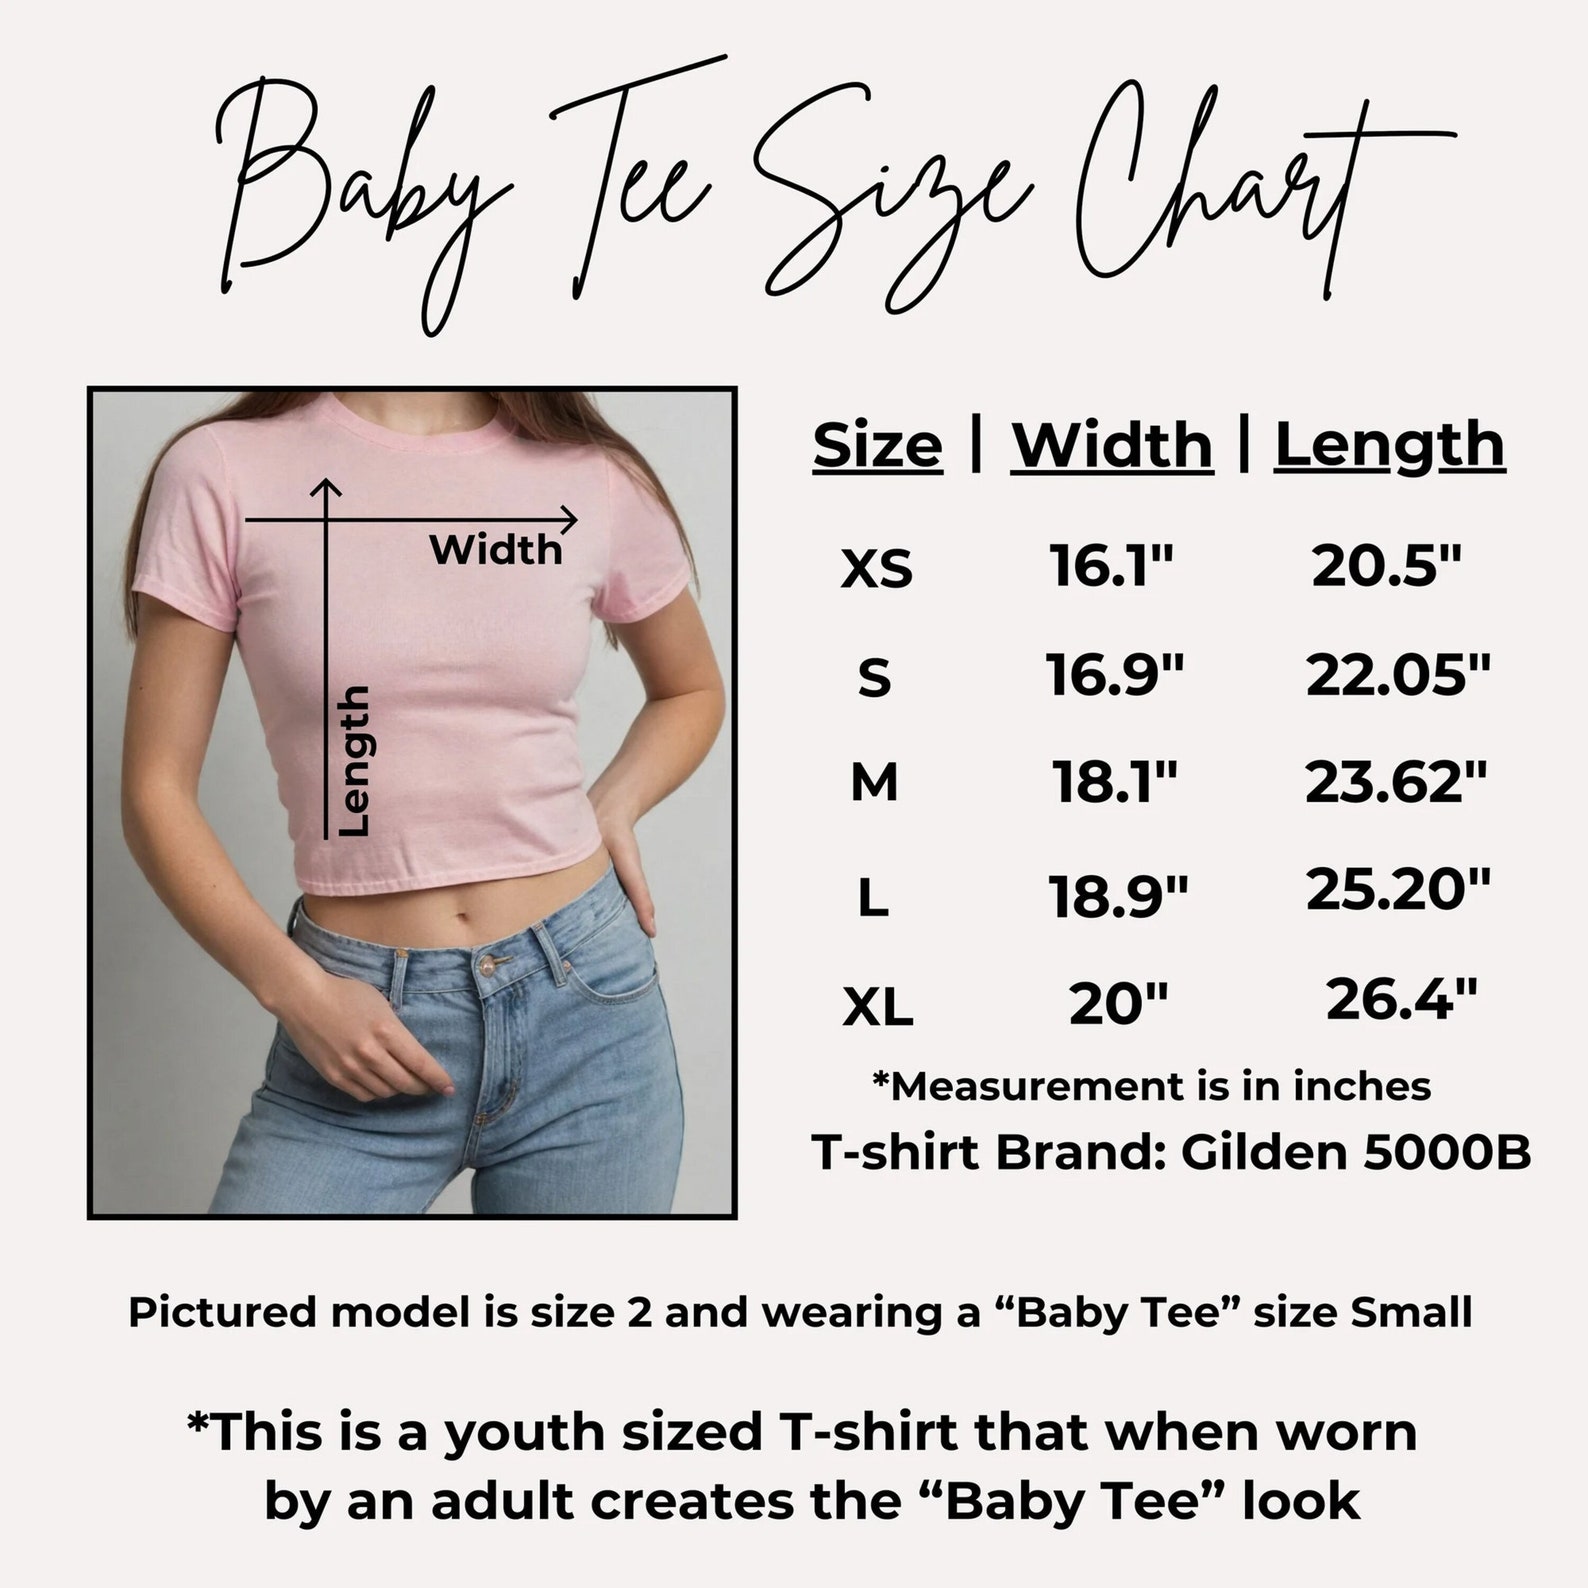 Baby Tee Size Chart
Size | Width | Length
XS 16.1" 20.5"
S 16.9" 22.05"
M 18.1" 23.62"
L 18.9" 25.20"
XL 20" 26.4"
*Measurement is in inches
T-shirt Brand: Gilden 5000B
Width
Length
Pictured model is size 2 and wearing a “Baby Tee” size Small
*This is a youth sized T-shirt that when worn
by an adult creates the “Baby Tee” look